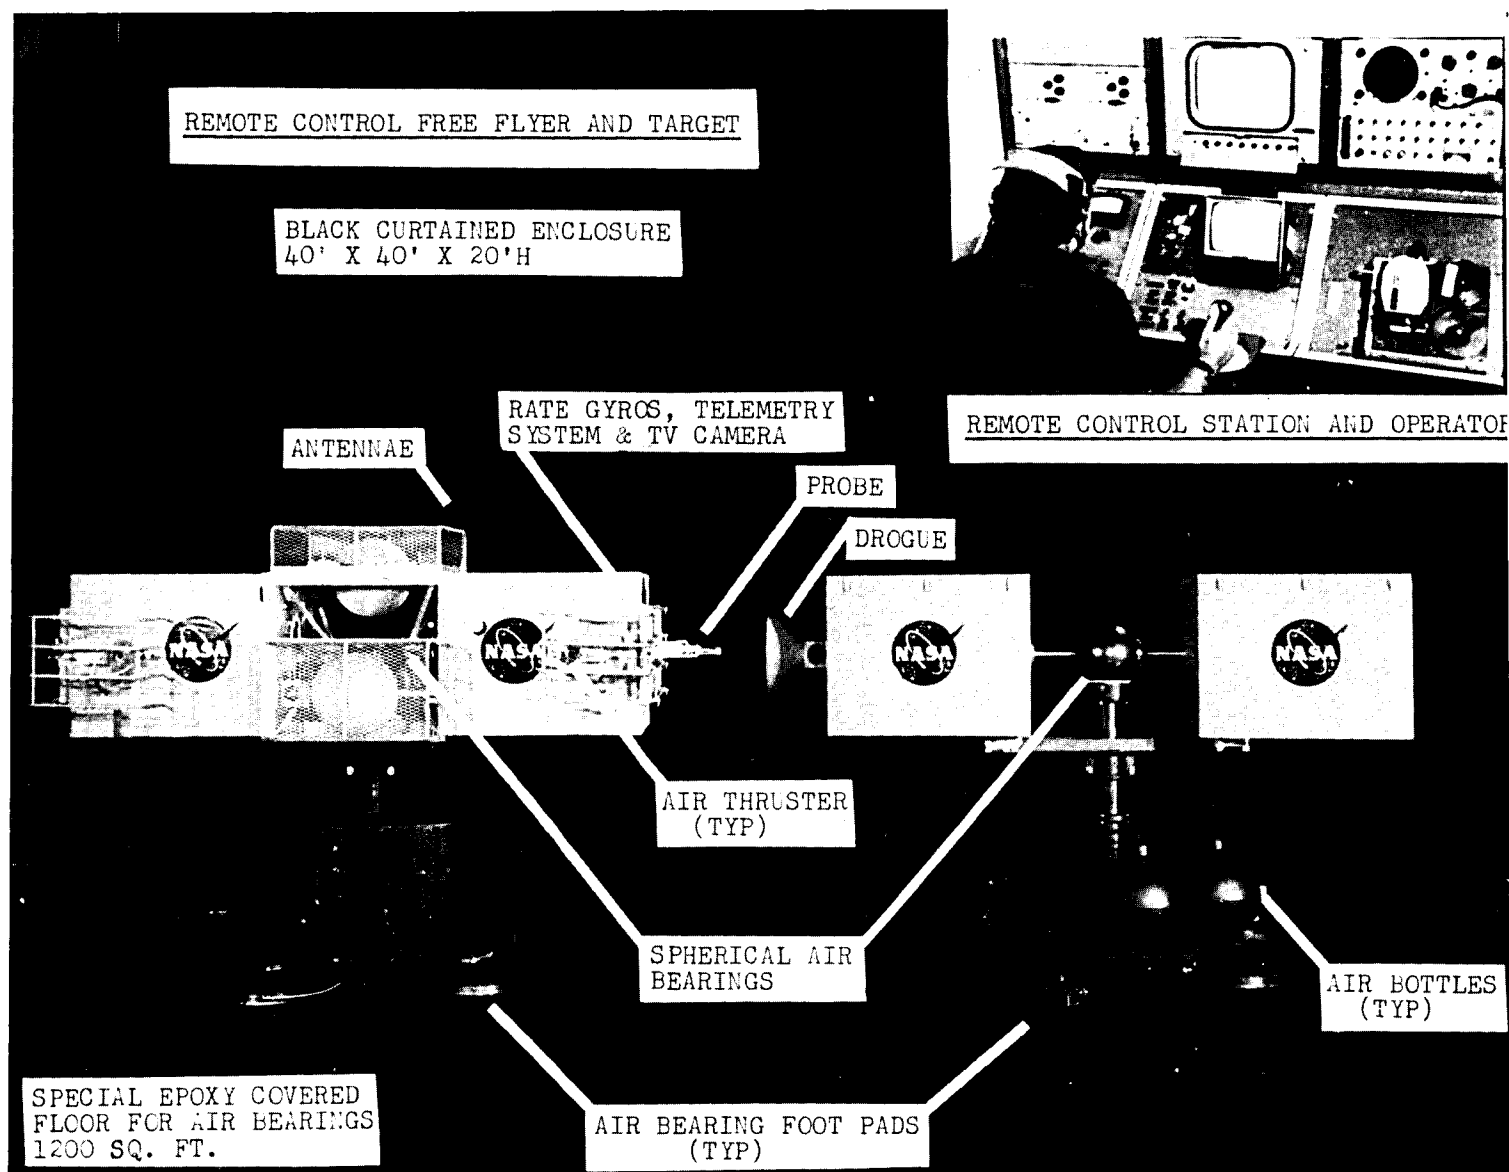 REMOTE CONTROL FREE FLYER AND TARGET
BLACK CURTAINED ENCLOSURE
40' X 40' X 20'H
REMOTE CONTROL STATION AND OPERATOR
RATE GYROS, TELEMETRY
SYSTEM & TV CAMERA
ANTENNAE
PROBE
DROGUE
NASA
NASA
NASA
NASA
AIR THRUSTER
(TYP)
SPHERICAL AIR
BEARINGS
AIR BOTTLES
(TYP)
AIR BEARING FOOT PADS
(TYP)
SPECIAL EPOXY COVERED
FLOOR FOR AIR BEARINGS
1200 SQ. FT.